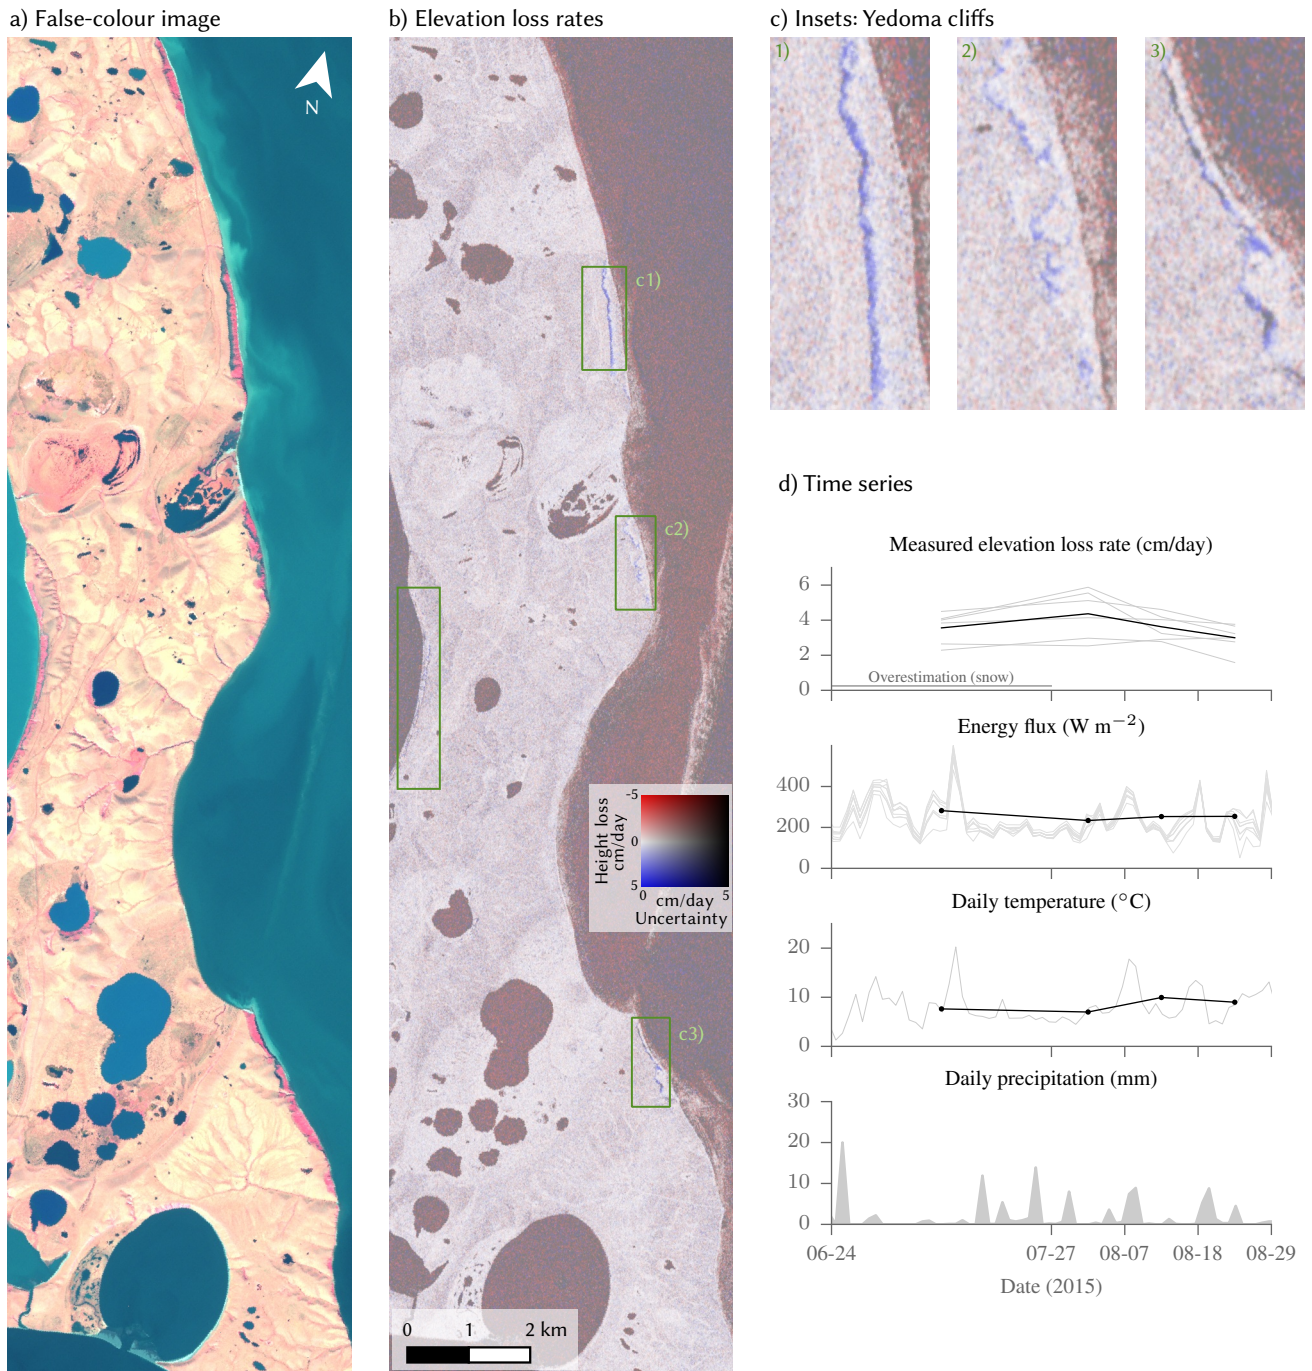 a) False-colour image
b) Elevation loss rates
c) Insets: Yedoma cliffs
N
1)
2)
3)
c1)
c2)
c3)
-5
0
5
Height loss
cm/day
0
5
cm/day
Uncertainty
0 1 2 km
d) Time series
Measured elevation loss rate (cm/day)
6
4
2
0
Overestimation (snow)
Energy flux (W m−2)
400
200
0
Daily temperature (°C)
20
10
0
Daily precipitation (mm)
30
20
10
0
06-24 07-27 08-07 08-18 08-29
Date (2015)